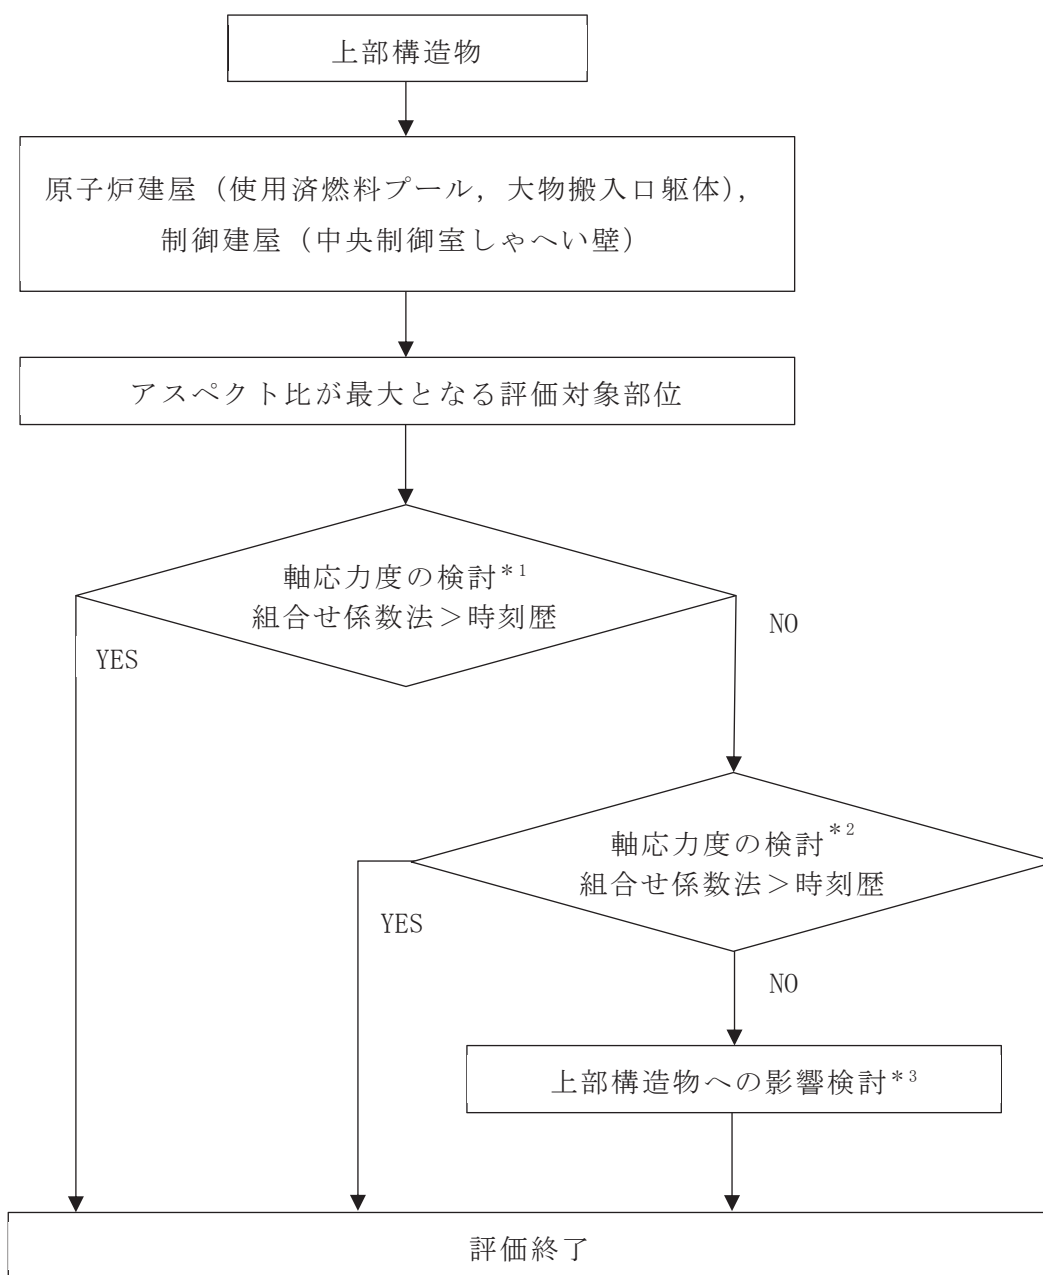 上部構造物
原子炉建屋（使用済燃料プール，大物搬入口躯体），
制御建屋（中央制御室しゃへい壁）
アスペクト比が最大となる評価対象部位
軸応力度の検討*1
組合せ係数法＞時刻歴
YES
NO
軸応力度の検討*2
組合せ係数法＞時刻歴
YES
NO
上部構造物への影響検討*3
評価終了